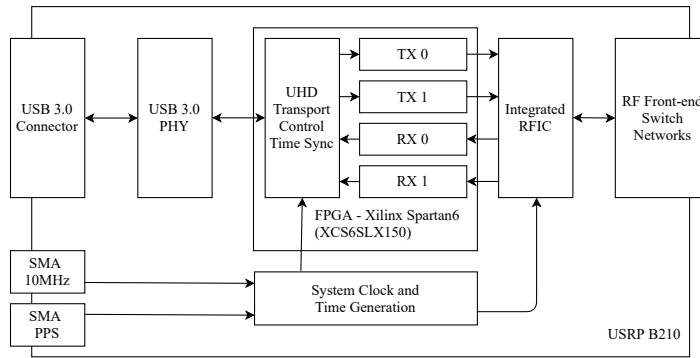 USB 3.0
Connector
USB 3.0
PHY
UHD
Transport
Control
Time Sync
TX 0
TX 1
RX 0
RX 1
FPGA - Xilinx Spartan6
(XCS6SLX150)
Integrated
RFIC
RF Front-end
Switch
Networks
SMA
10MHz
SMA
PPS
System Clock and
Time Generation
USRP B210